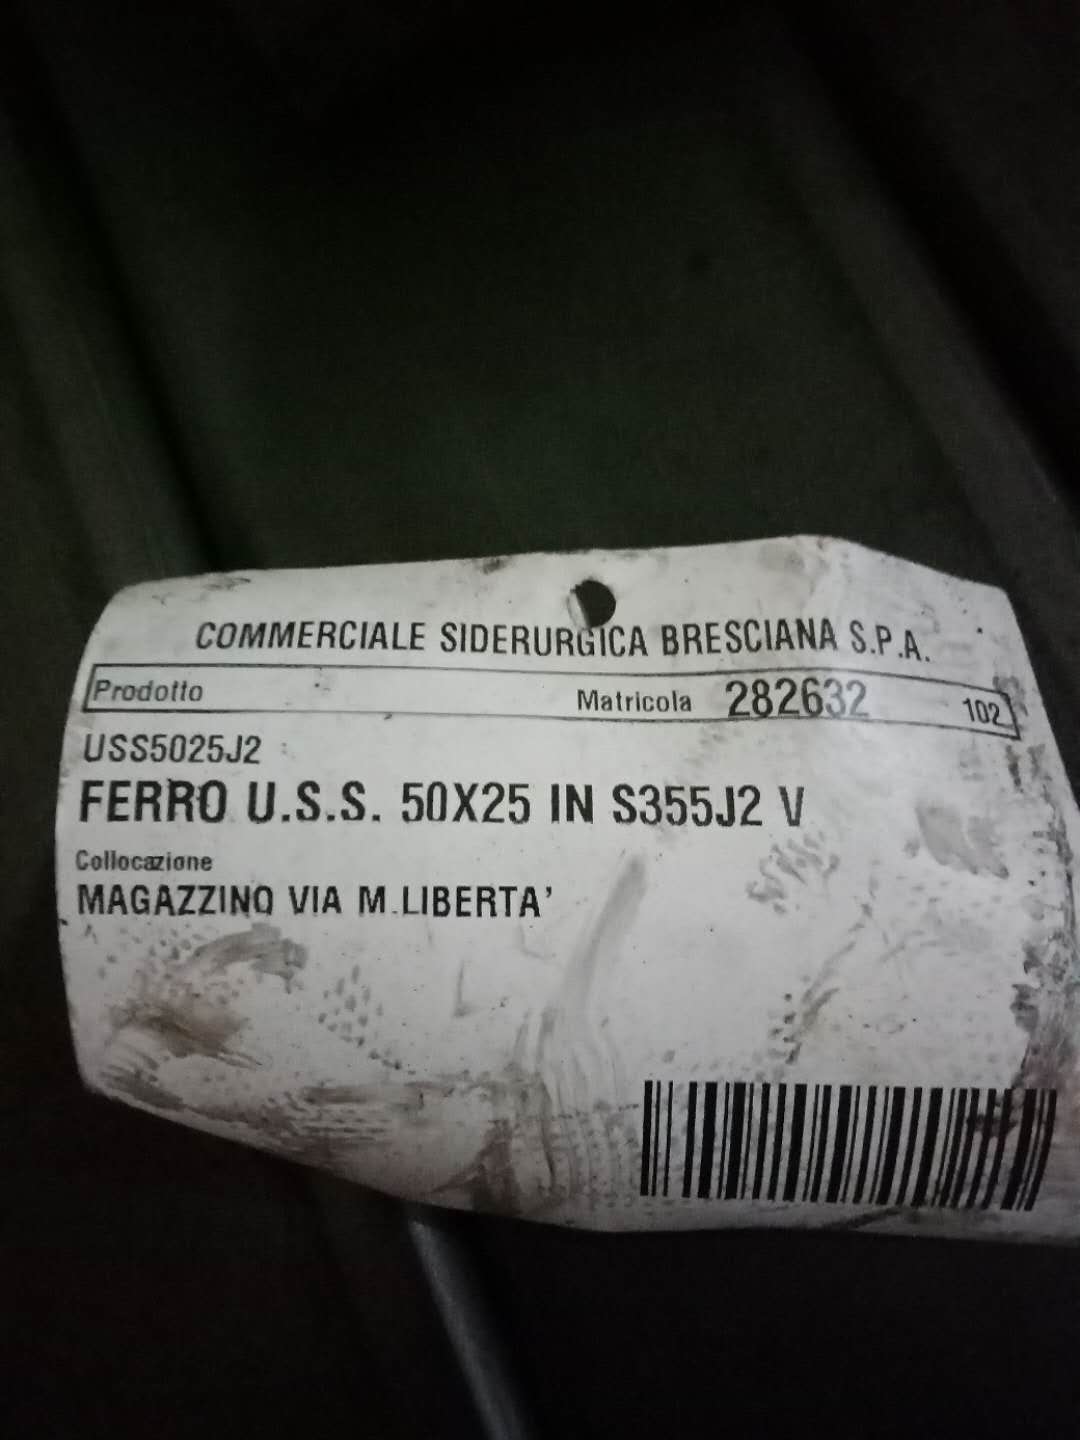 COMMERCIALE SIDERURGICA BRESCIANA S.P.A.
Prodotto Matricola 282632 102
USS5025J2
FERRO U.S.S. 50X25 IN S355J2 V
Collocazione
MAGAZZINO VIA M.LIBERTA'